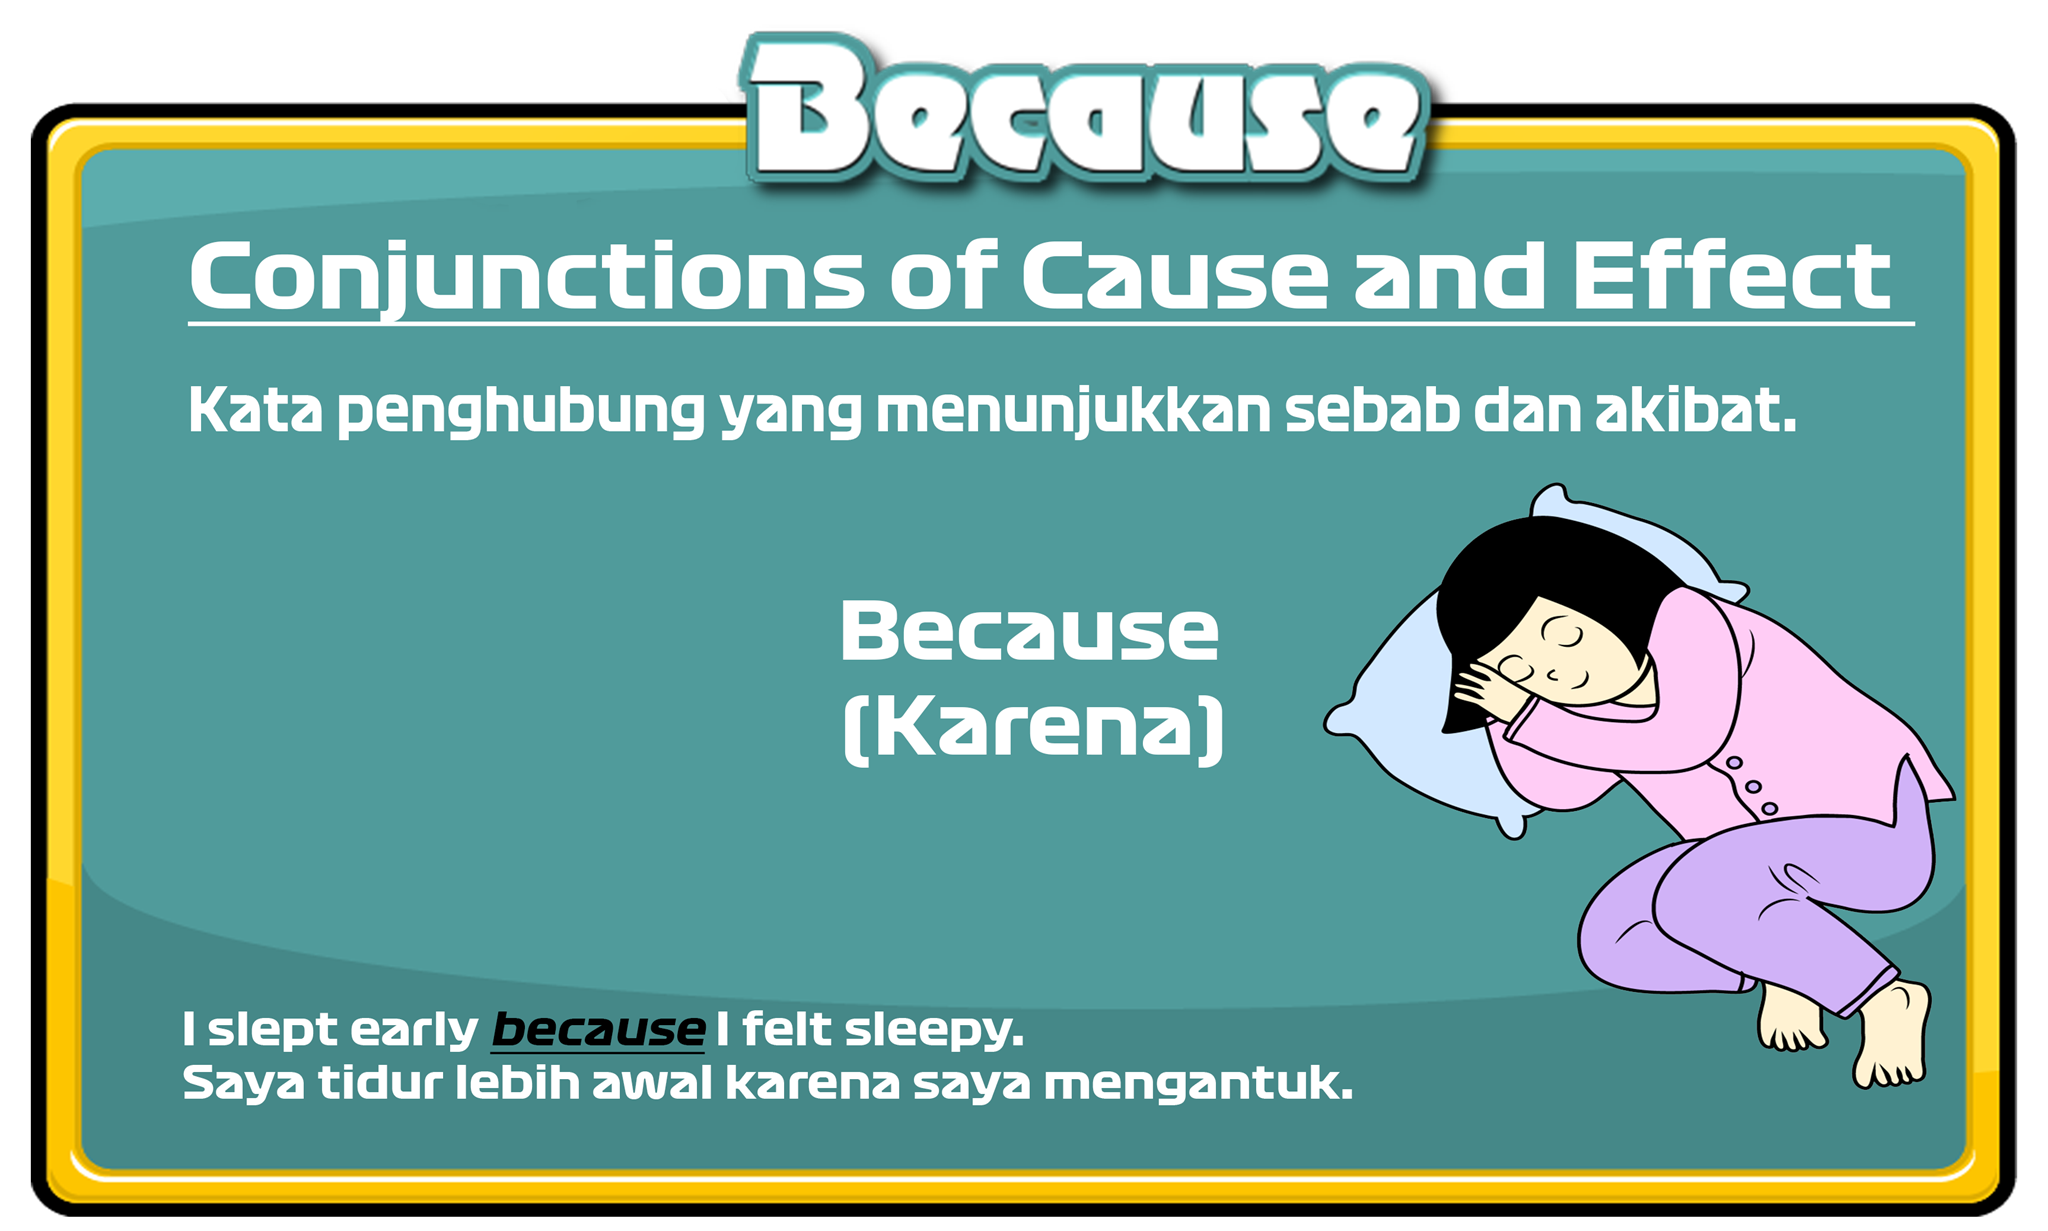 Because
Conjunctions of Cause and Effect
Kata penghubung yang menunjukkan sebab dan akibat.
Because
(Karena)
I slept early because I felt sleepy.
Saya tidur lebih awal karena saya mengantuk.